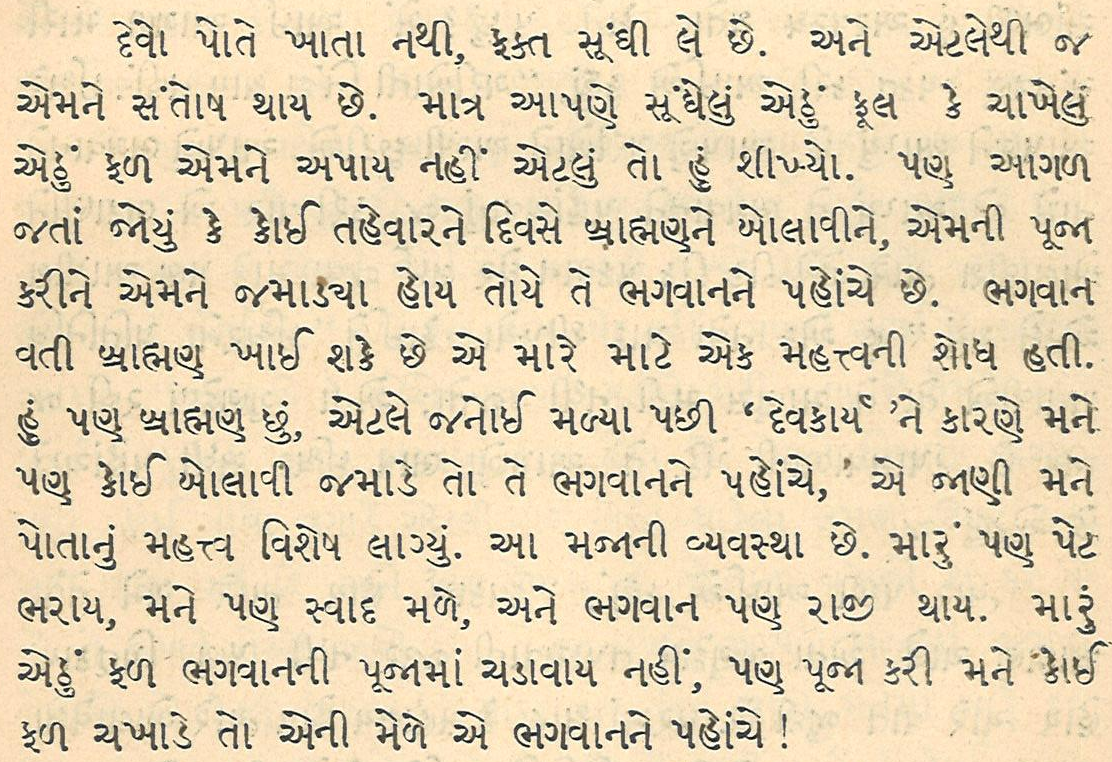 દેવો પોતે ખાતા નથી, ફક્ત સૂંઘી લે છે. અને એટલેથી જ
એમને સંતોષ થાય છે. માત્ર આપણે સૂંઘેલું એઠું ફૂલ કે ચાખેલું
એઠું ફળ એમને અપાય નહીં એટલું તો હું શીખ્યો. પણ આગળ
જતાં જોયું કે કોઈ તહેવારને દિવસે બ્રાહ્મણને બોલાવીને, એમની પૂજા
કરીને એમને જમાડ્યા હોય તોયે તે ભગવાનને પહોંચે છે. ભગવાન
વતી બ્રાહ્મણ ખાઈ શકે છે એ મારે માટે એક મહત્ત્વની શોધ હતી.
હું પણ બ્રાહ્મણ છું, એટલે જનોઈ મળ્યા પછી ‘દેવકાર્ય’ને કારણે મને
પણ કોઈ બોલાવી જમાડે તો તે ભગવાનને પહોંચે, એ જાણી મને
પોતાનું મહત્ત્વ વિશેષ લાગ્યું. આ મજાની વ્યવસ્થા છે. મારું પણ પેટ
ભરાય, મને પણ સ્વાદ મળે, અને ભગવાન પણ રાજી થાય. મારું
એઠું ફળ ભગવાનની પૂજામાં ચડાવાય નહીં, પણ પૂજા કરી મને કોઈ
ફળ ચખાડે તો એની મેળે એ ભગવાનને પહોંચે !